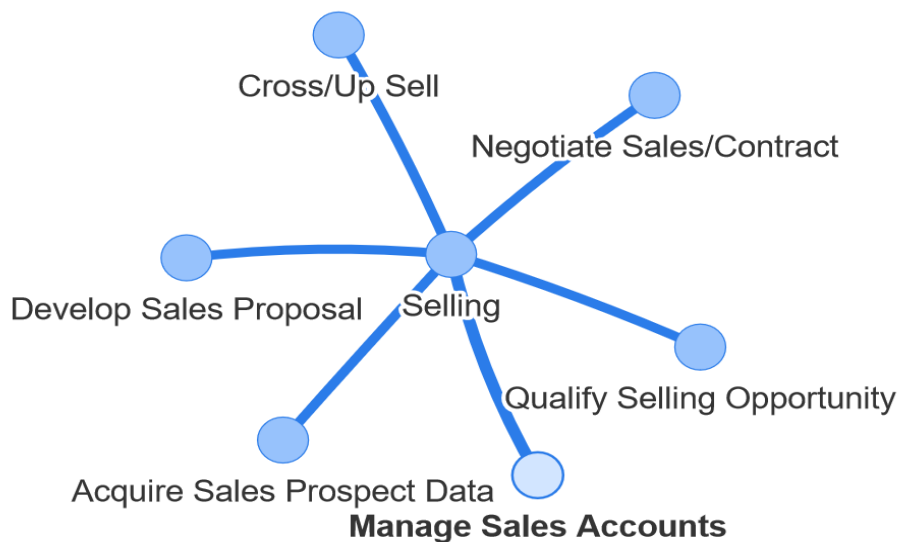 Cross/Up Sell
Negotiate Sales/Contract
Develop Sales Proposal
Selling
Qualify Selling Opportunity
Acquire Sales Prospect Data
Manage Sales Accounts